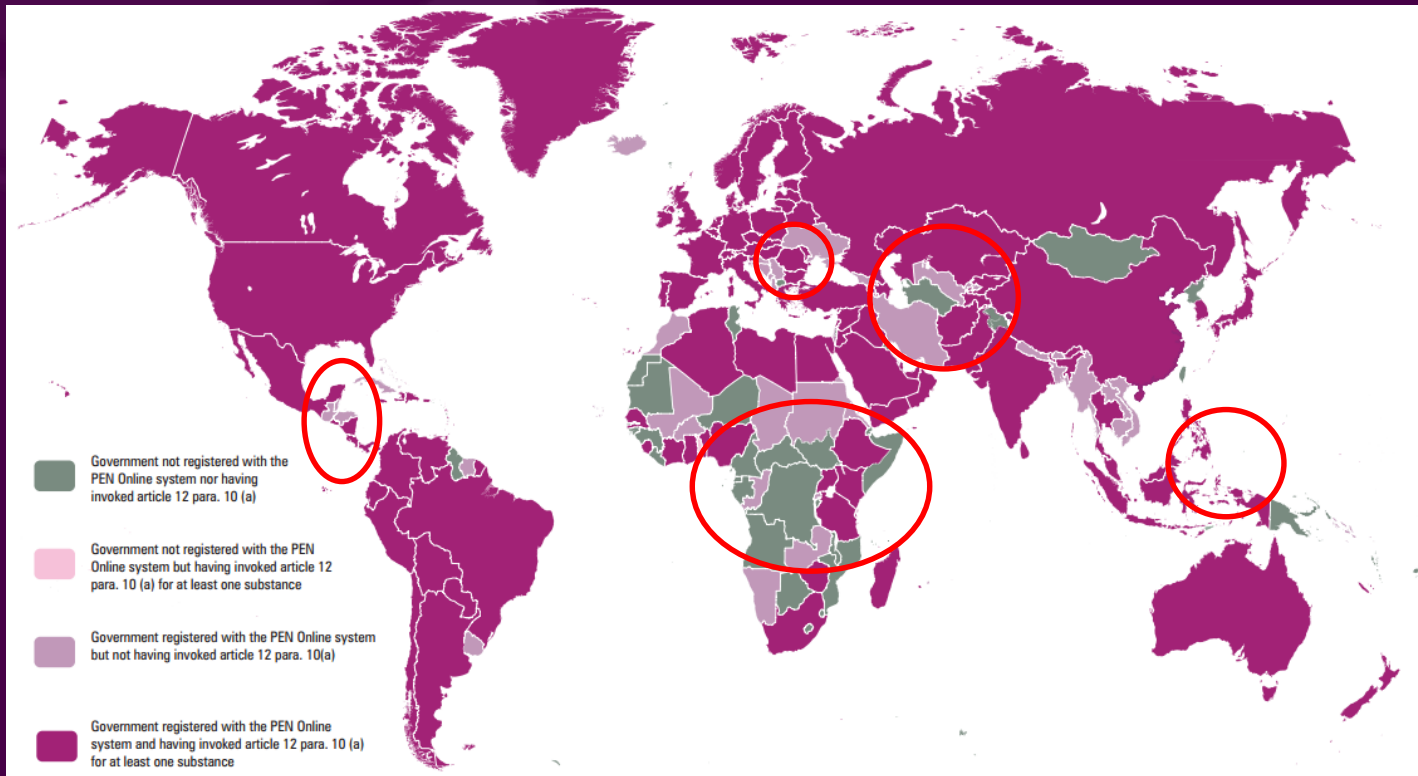 Government not registered with the
PEN Online system nor having
invoked article 12 para. 10 (a)
Government not registered with the PEN
Online system but having invoked article 12
para. 10 (a) for at least one substance
Government registered with the PEN Online system
but not having invoked article 12 para. 10(a)
Government registered with the PEN Online
system and having invoked article 12 para. 10 (a)
for at least one substance